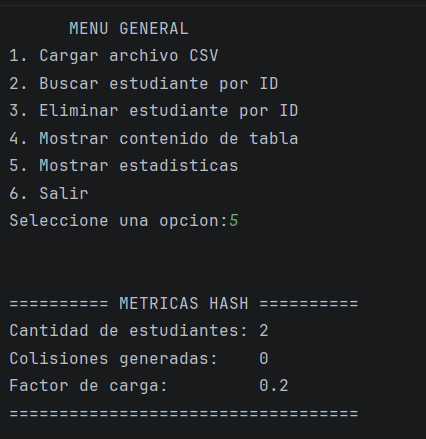 MENU GENERAL
1. Cargar archivo CSV
2. Buscar estudiante por ID
3. Eliminar estudiante por ID
4. Mostrar contenido de tabla
5. Mostrar estadisticas
6. Salir
Seleccione una opcion:5
========== METRICAS HASH ==========
Cantidad de estudiantes: 2
Colisiones generadas:    0
Factor de carga:         0.2
===================================